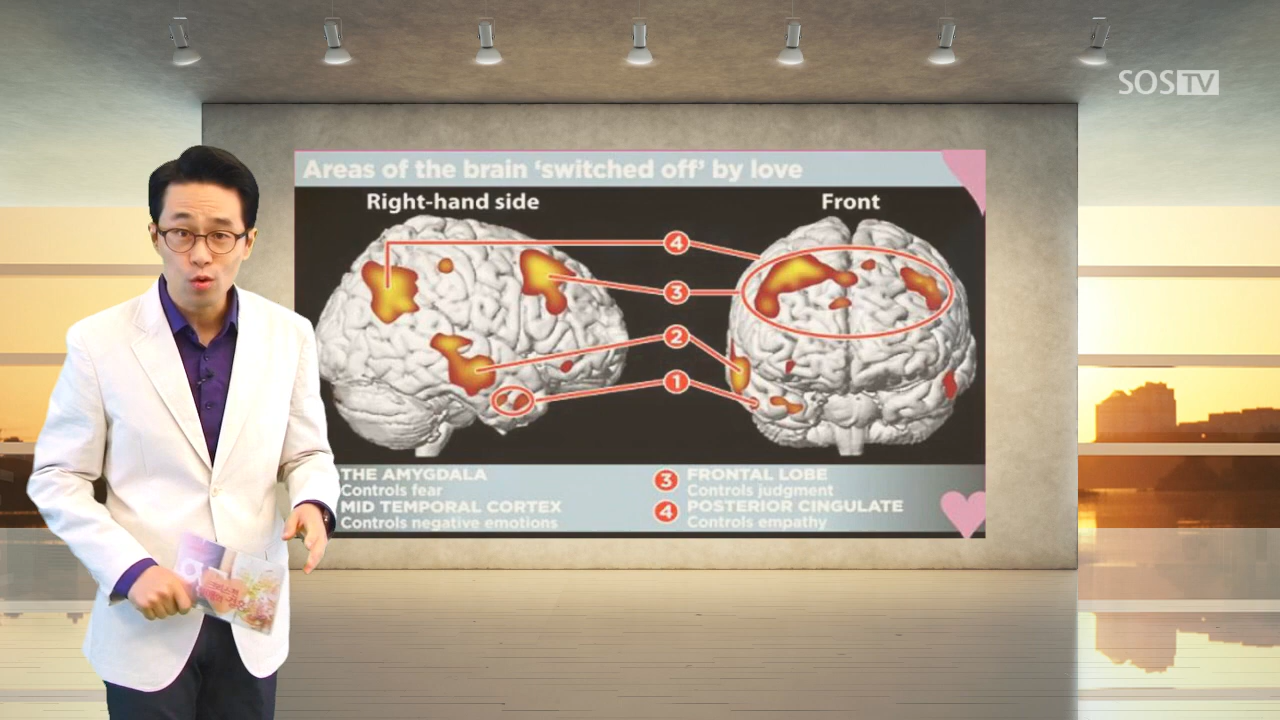 SOSTV
Areas of the brain ‘switched off’ by love
Right-hand side
Front
4
3
2
1
THE AMYGDALA
Controls fear
MID TEMPORAL CORTEX
Controls negative emotions
3 FRONTAL LOBE
Controls judgment
4 POSTERIOR CINGULATE
Controls empathy